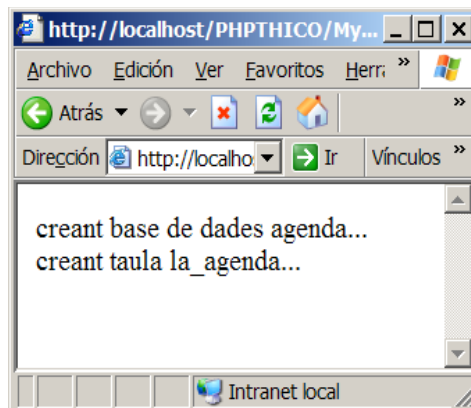 http://localhost/PHPTHICO/My...
Archivo Edición Ver Favoritos Herra »
Atrás »
Dirección http://localho Ir Vínculos »
creant base de dades agenda...
creant taula la_agenda...
Intranet local